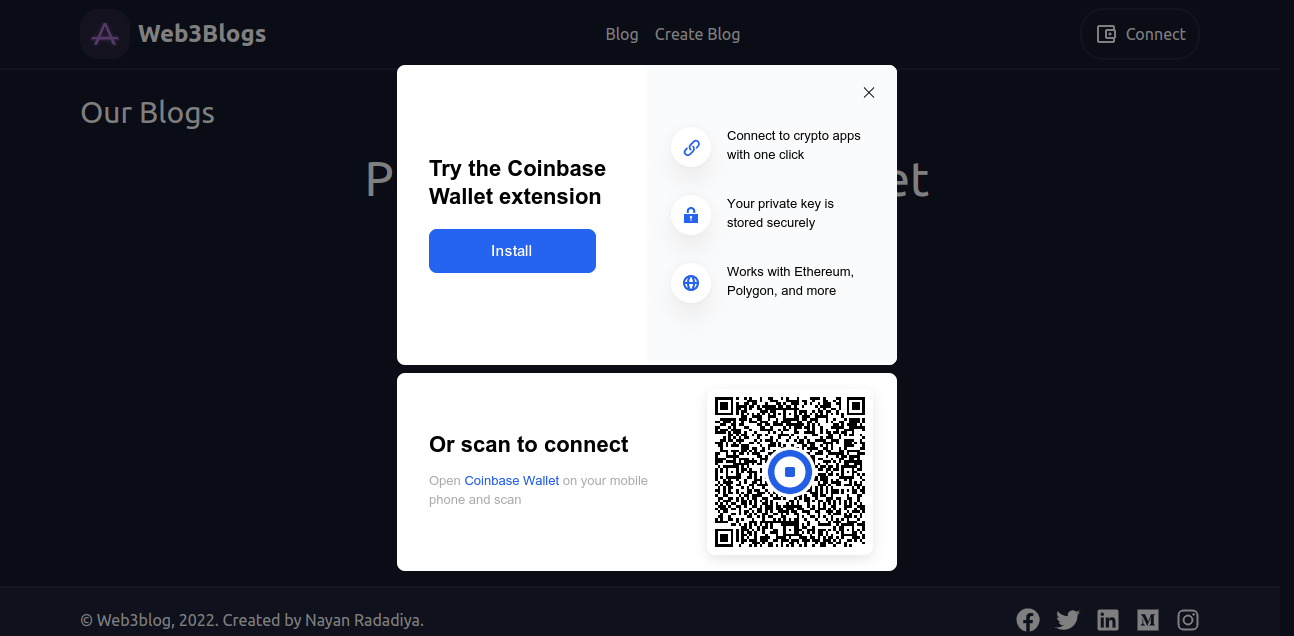 Web3Blogs
Blog
Create Blog
Connect
Our Blogs
P
et
Try the Coinbase
Wallet extension
Install
Connect to crypto apps
with one click
Your private key is
stored securely
Works with Ethereum,
Polygon, and more
Or scan to connect
Open Coinbase Wallet on your mobile
phone and scan
© Web3blog, 2022. Created by Nayan Radadiya.